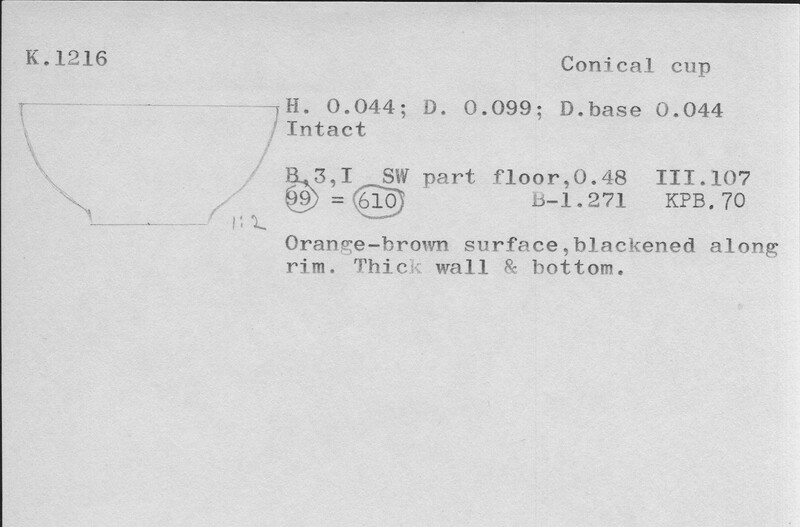 K.1216
Conical cup
H. 0.044; D. 0.099; D.base 0.044
Intact
B,3,I SW part floor,0.48 III.107
99 = 610 B-1.271 KPB.70
1:2
Orange-brown surface,blackened along
rim. Thick wall & bottom.